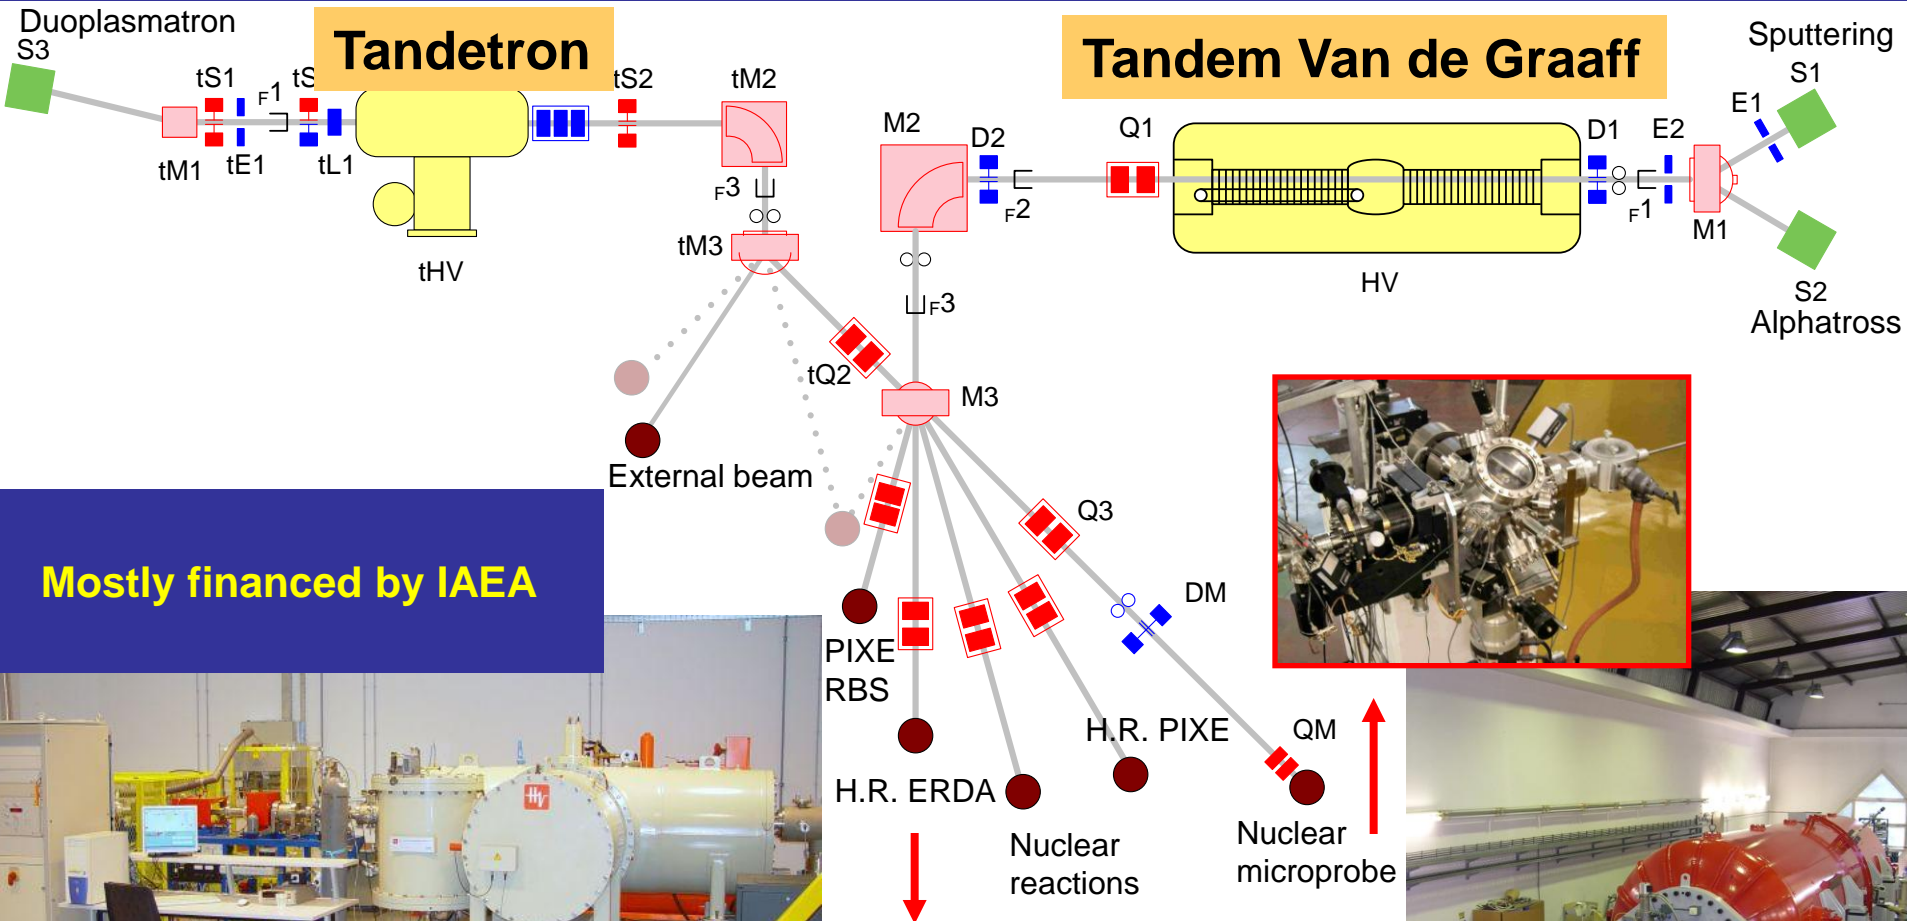 Duoplasmatron
S3
Tandetron
Tandem Van de Graaff
Sputtering
S1
tS1
F1
tS
tS2
tM2
M2
D2
Q1
D1
E2
E1
tM1
tE1
tL1
F3
F2
F1
M1
tM3
tHV
HV
S2
Alphatross
F3
tQ2
M3
External beam
Q3
Mostly financed by IAEA
DM
PIXE
RBS
H.R. PIXE
QM
H.R. ERDA
Nuclear
reactions
Nuclear
microprobe